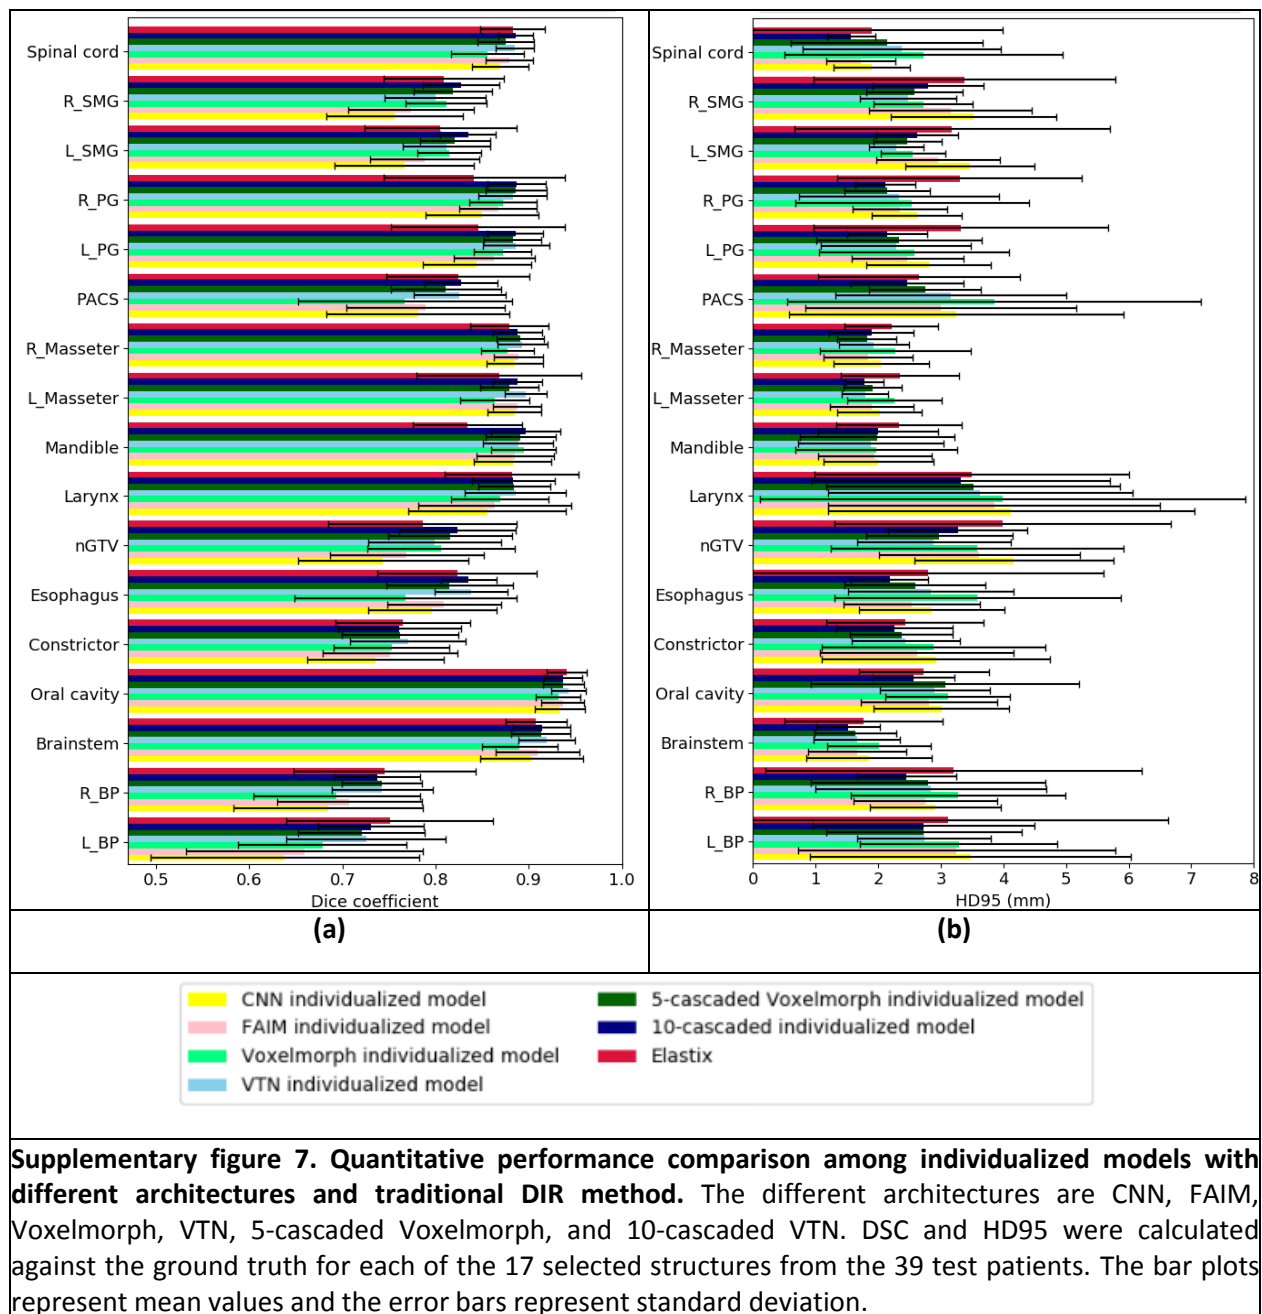 Spinal cord
R_SMG
L_SMG
R_PG
L_PG
PACS
R_Masseter
L_Masseter
Mandible
Larynx
nGTV
Esophagus
Constrictor
Oral cavity
Brainstem
R_BP
L_BP
0.5 0.6 0.7 0.8 0.9 1.0
Dice coefficient
Spinal cord
R_SMG
L_SMG
R_PG
L_PG
PACS
R_Masseter
L_Masseter
Mandible
Larynx
nGTV
Esophagus
Constrictor
Oral cavity
Brainstem
R_BP
L_BP
0 1 2 3 4 5 6 7 8
HD95 (mm)
(a)
(b)
CNN individualized model
FAIM individualized model
Voxelmorph individualized model
VTN individualized model
5-cascaded Voxelmorph individualized model
10-cascaded individualized model
Elastix
Supplementary figure 7. Quantitative performance comparison among individualized models with
different architectures and traditional DIR method. The different architectures are CNN, FAIM,
Voxelmorph, VTN, 5-cascaded Voxelmorph, and 10-cascaded VTN. DSC and HD95 were calculated
against the ground truth for each of the 17 selected structures from the 39 test patients. The bar plots
represent mean values and the error bars represent standard deviation.